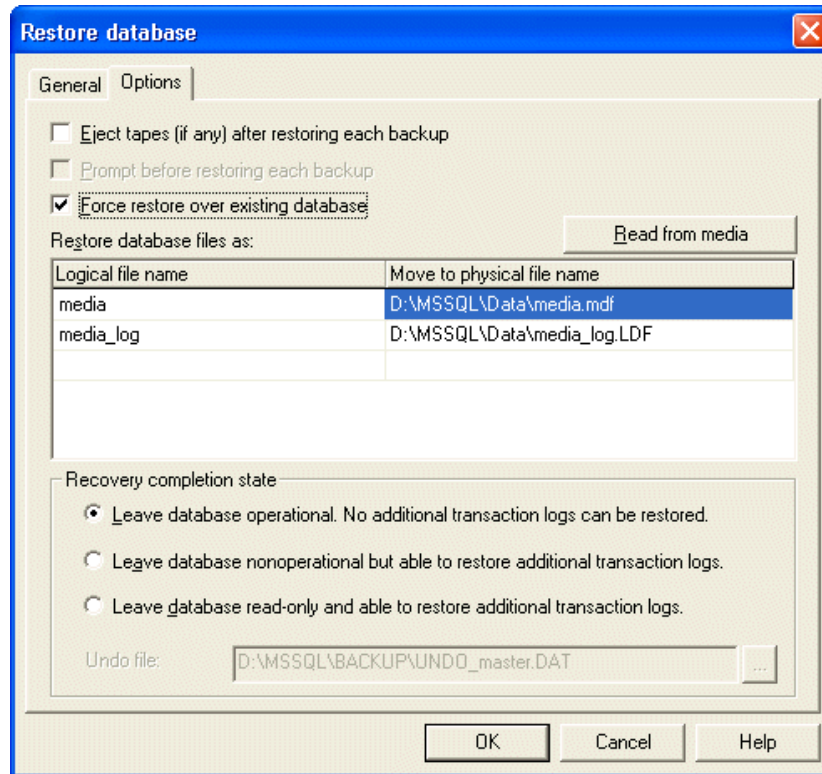 Restore database
General Options
Eject tapes (if any) after restoring each backup
Prompt before restoring each backup
Force restore over existing database
Restore database files as:
Read from media
Logical file name Move to physical file name
media D:\MSSQL\Data\media.mdf
media_log D:\MSSQL\Data\media_log.LDF
Recovery completion state
Leave database operational. No additional transaction logs can be restored.
Leave database nonoperational but able to restore additional transaction logs.
Leave database read-only and able to restore additional transaction logs.
Undo file: D:\MSSQL\BACKUP\UNDO_master.DAT ...
OK Cancel Help